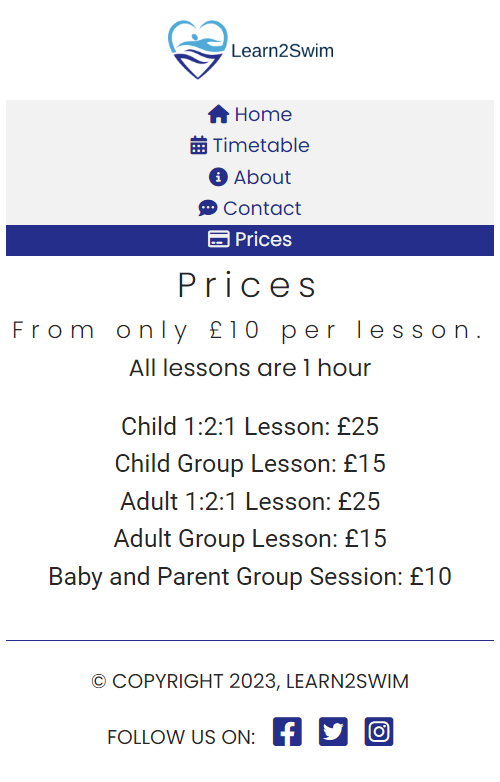 Learn2Swim
Home
Timetable
About
Contact
Prices
Prices
From only £10 per lesson.
All lessons are 1 hour
Child 1:2:1 Lesson: £25
Child Group Lesson: £15
Adult 1:2:1 Lesson: £25
Adult Group Lesson: £15
Baby and Parent Group Session: £10
© COPYRIGHT 2023, LEARN2SWIM
FOLLOW US ON: